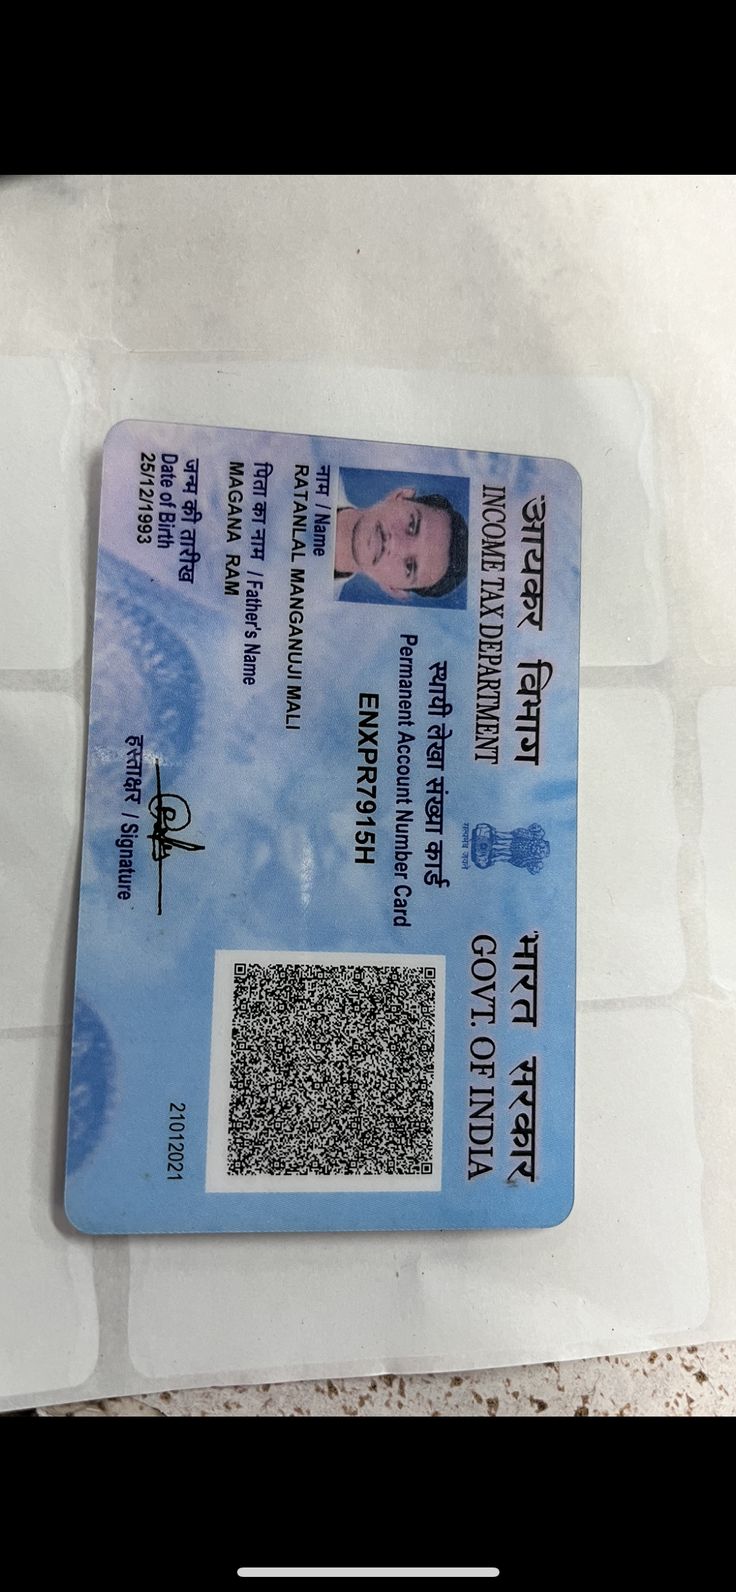 आयकर विभाग
INCOME TAX DEPARTMENT
भारत सरकार
GOVT. OF INDIA
सत्यमेव जयते
स्थायी लेखा संख्या कार्ड
Permanent Account Number Card
ENXPR7915H
नाम / Name
RATANLAL MANGANUJI MALI
पिता का नाम / Father's Name
MAGANA RAM
जन्म की तारीख
Date of Birth
25/12/1993
हस्ताक्षर / Signature
21012021